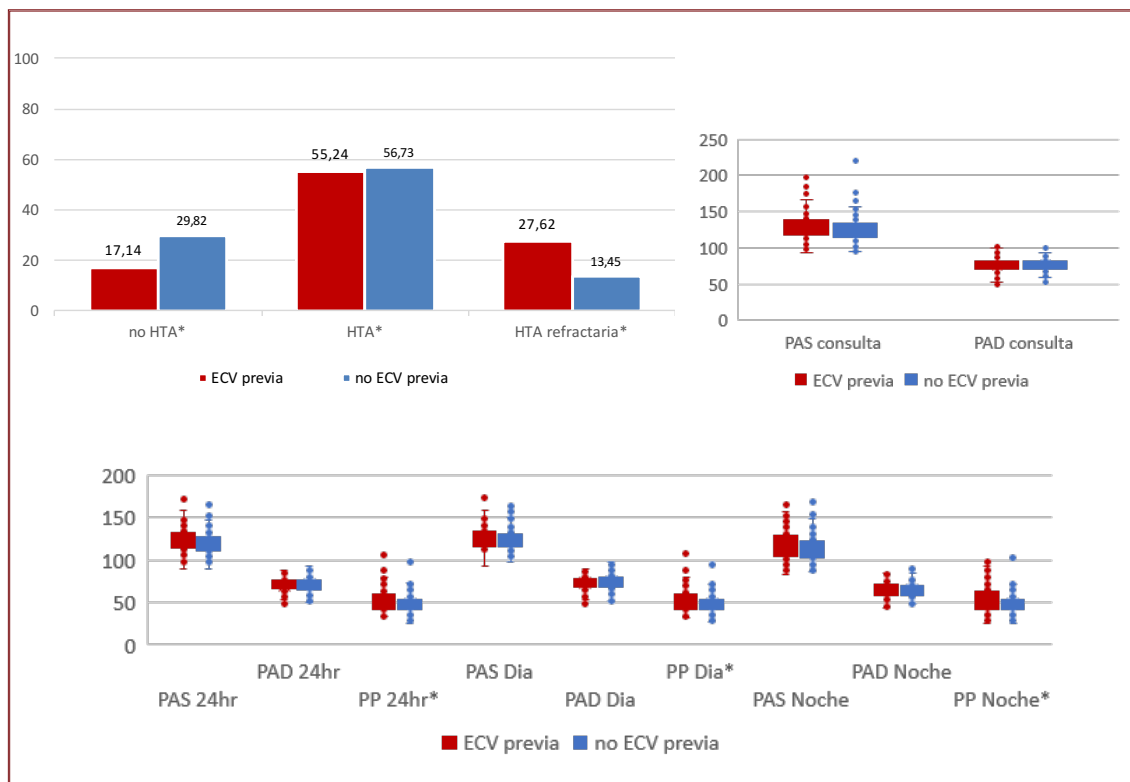 100
80
60
40
20
0
17,14
29,82
55,24
56,73
27,62
13,45
no HTA*
HTA*
HTA refractaria*
ECV previa
no ECV previa
250
200
150
100
50
0
PAS consulta
PAD consulta
ECV previa
no ECV previa
200
150
100
50
0
PAS 24hr
PAD 24hr
PP 24hr*
PAS Dia
PAD Dia
PP Dia*
PAS Noche
PAD Noche
PP Noche*
ECV previa
no ECV previa